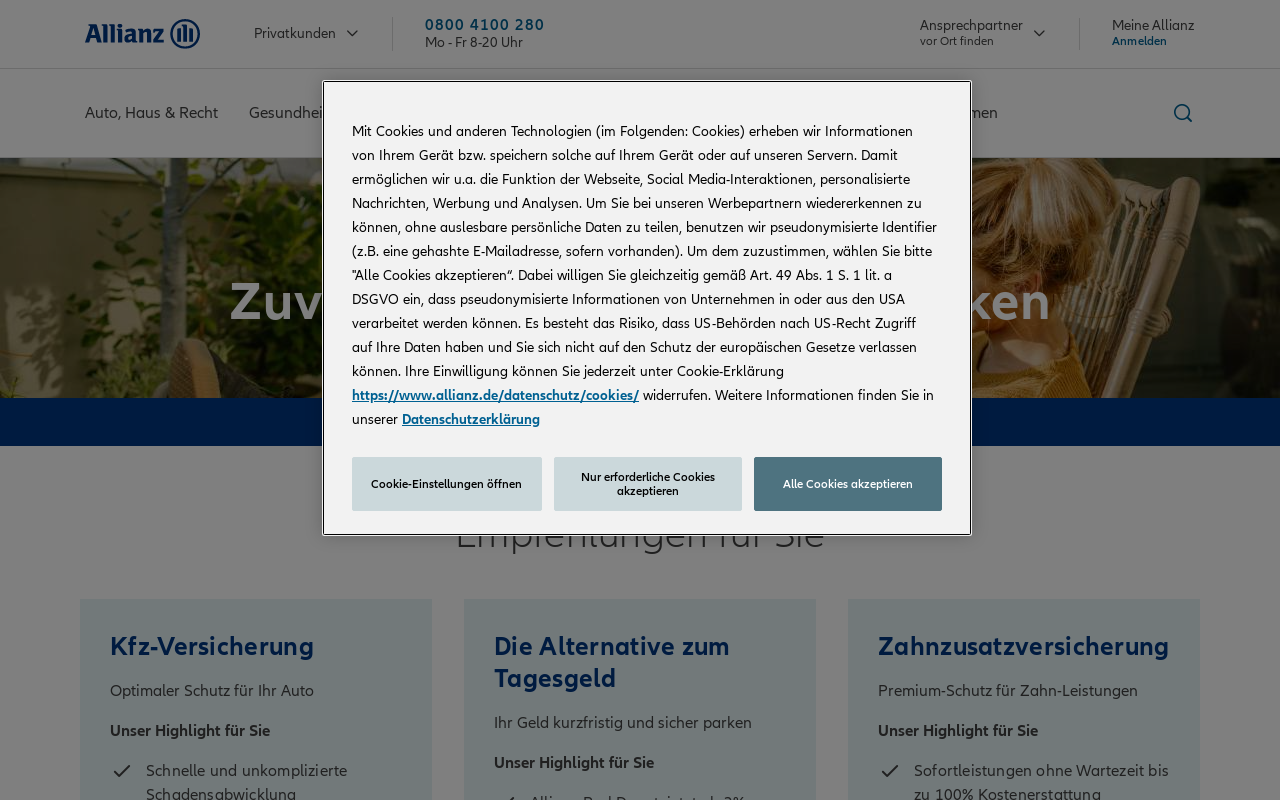 Allianz
Privatkunden
0800 4100 280
Mo - Fr 8-20 Uhr
Ansprechpartner
vor Ort finden
Meine Allianz
Anmelden
Auto, Haus & Recht
Mit Cookies und anderen Technologien (im Folgenden: Cookies) erheben wir Informationen
von Ihrem Gerät bzw. speichern solche auf Ihrem Gerät oder auf unseren Servern. Damit
ermöglichen wir u.a. die Funktion der Webseite, Social Media-Interaktionen, personalisierte
Nachrichten, Werbung und Analysen. Um Sie bei unseren Werbepartnern wiedererkennen zu
können, ohne auslesbare persönliche Daten zu teilen, benutzen wir pseudonymisierte Identifier
(z.B. eine gehashte E-Mailadresse, sofern vorhanden). Um dem zuzustimmen, wählen Sie bitte
"Alle Cookies akzeptieren“. Dabei willigen Sie gleichzeitig gemäß Art. 49 Abs. 1 S. 1 lit. a
DSGVO ein, dass pseudonymisierte Informationen von Unternehmen in oder aus den USA
verarbeitet werden können. Es besteht das Risiko, dass US-Behörden nach US-Recht Zugriff
auf Ihre Daten haben und Sie sich nicht auf den Schutz der europäischen Gesetze verlassen
können. Ihre Einwilligung können Sie jederzeit unter Cookie-Erklärung
https://www.allianz.de/datenschutz/cookies/ widerrufen. Weitere Informationen finden Sie in
unserer Datenschutzerklärung
Cookie-Einstellungen öffnen
Nur erforderliche Cookies
akzeptieren
Alle Cookies akzeptieren
Empfehlungen für Sie
Kfz-Versicherung
Optimaler Schutz für Ihr Auto
Unser Highlight für Sie
Schnelle und unkomplizierte
Schadensabwicklung
Die Alternative zum
Tagesgeld
Ihr Geld kurzfristig und sicher parken
Unser Highlight für Sie
Zahnzusatzversicherung
Premium-Schutz für Zahn-Leistungen
Unser Highlight für Sie
Sofortleistungen ohne Wartezeit bis
zu 100% Kostenerstattung